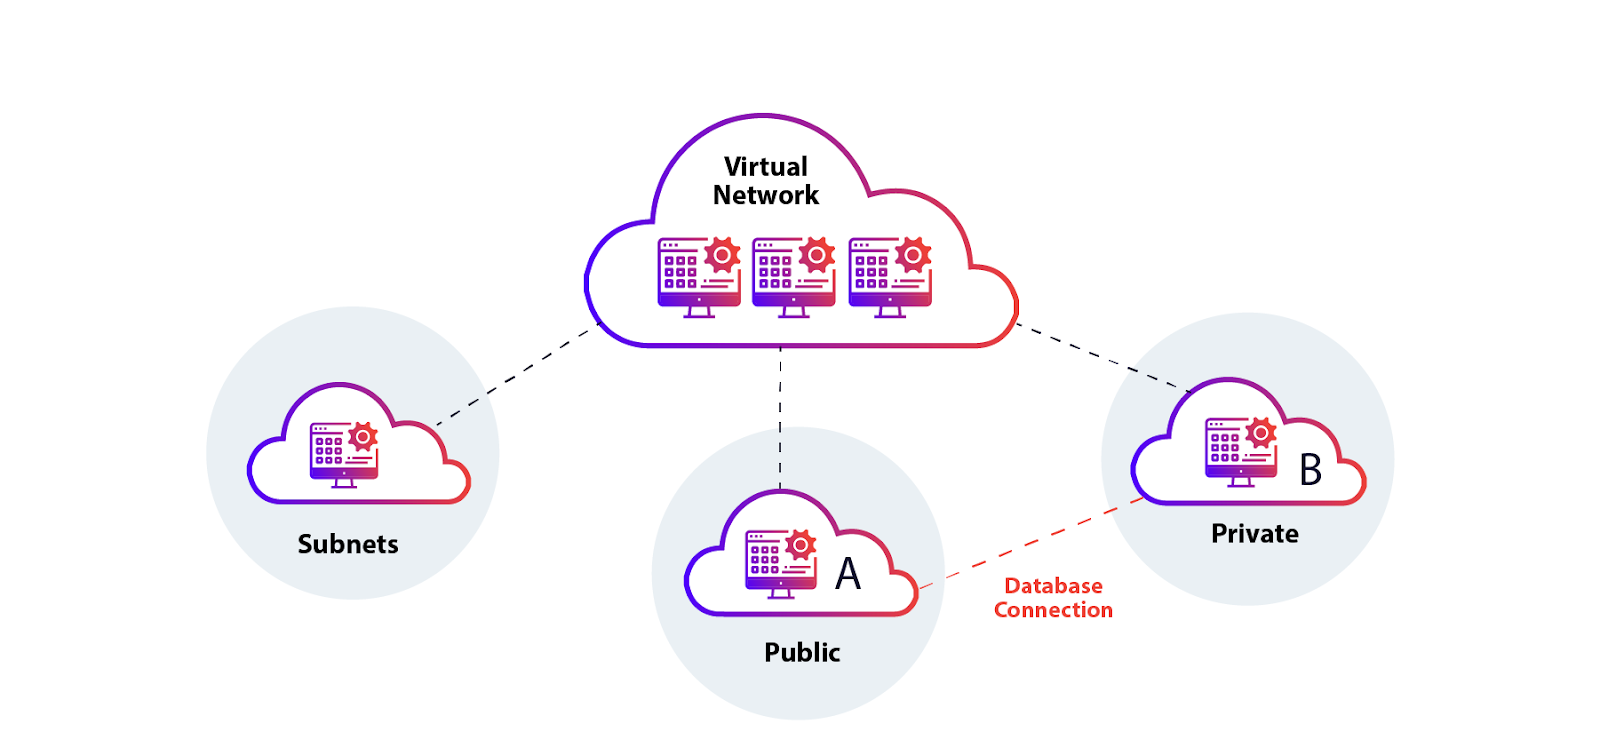 Virtual
Network
Subnets
A
Public
B
Private
Database
Connection